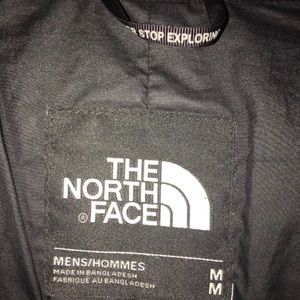 STOP EXPLORING
THE
NORTH
FACE
®
MENS/HOMMES
M
MADE IN BANGLADESH
FABRIQUÉ AU BANGLADESH
M